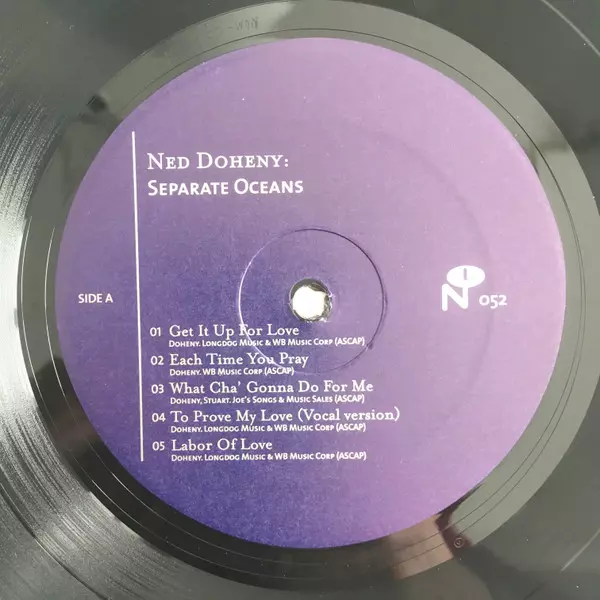 NED DOHENY:
SEPARATE OCEANS
SIDE A
N 052
01 Get It Up For Love
DOHENY. LONGDOG MUSIC & WB MUSIC CORP (ASCAP)
02 Each Time You Pray
DOHENY. WB MUSIC CORP (ASCAP)
03 What Cha' Gonna Do For Me
DOHENY, STUART. JOE'S SONGS & MUSIC SALES (ASCAP)
04 To Prove My Love (Vocal version)
DOHENY. LONGDOG MUSIC & WB MUSIC CORP (ASCAP)
05 Labor Of Love
DOHENY. LONGDOG MUSIC & WB MUSIC CORP (ASCAP)